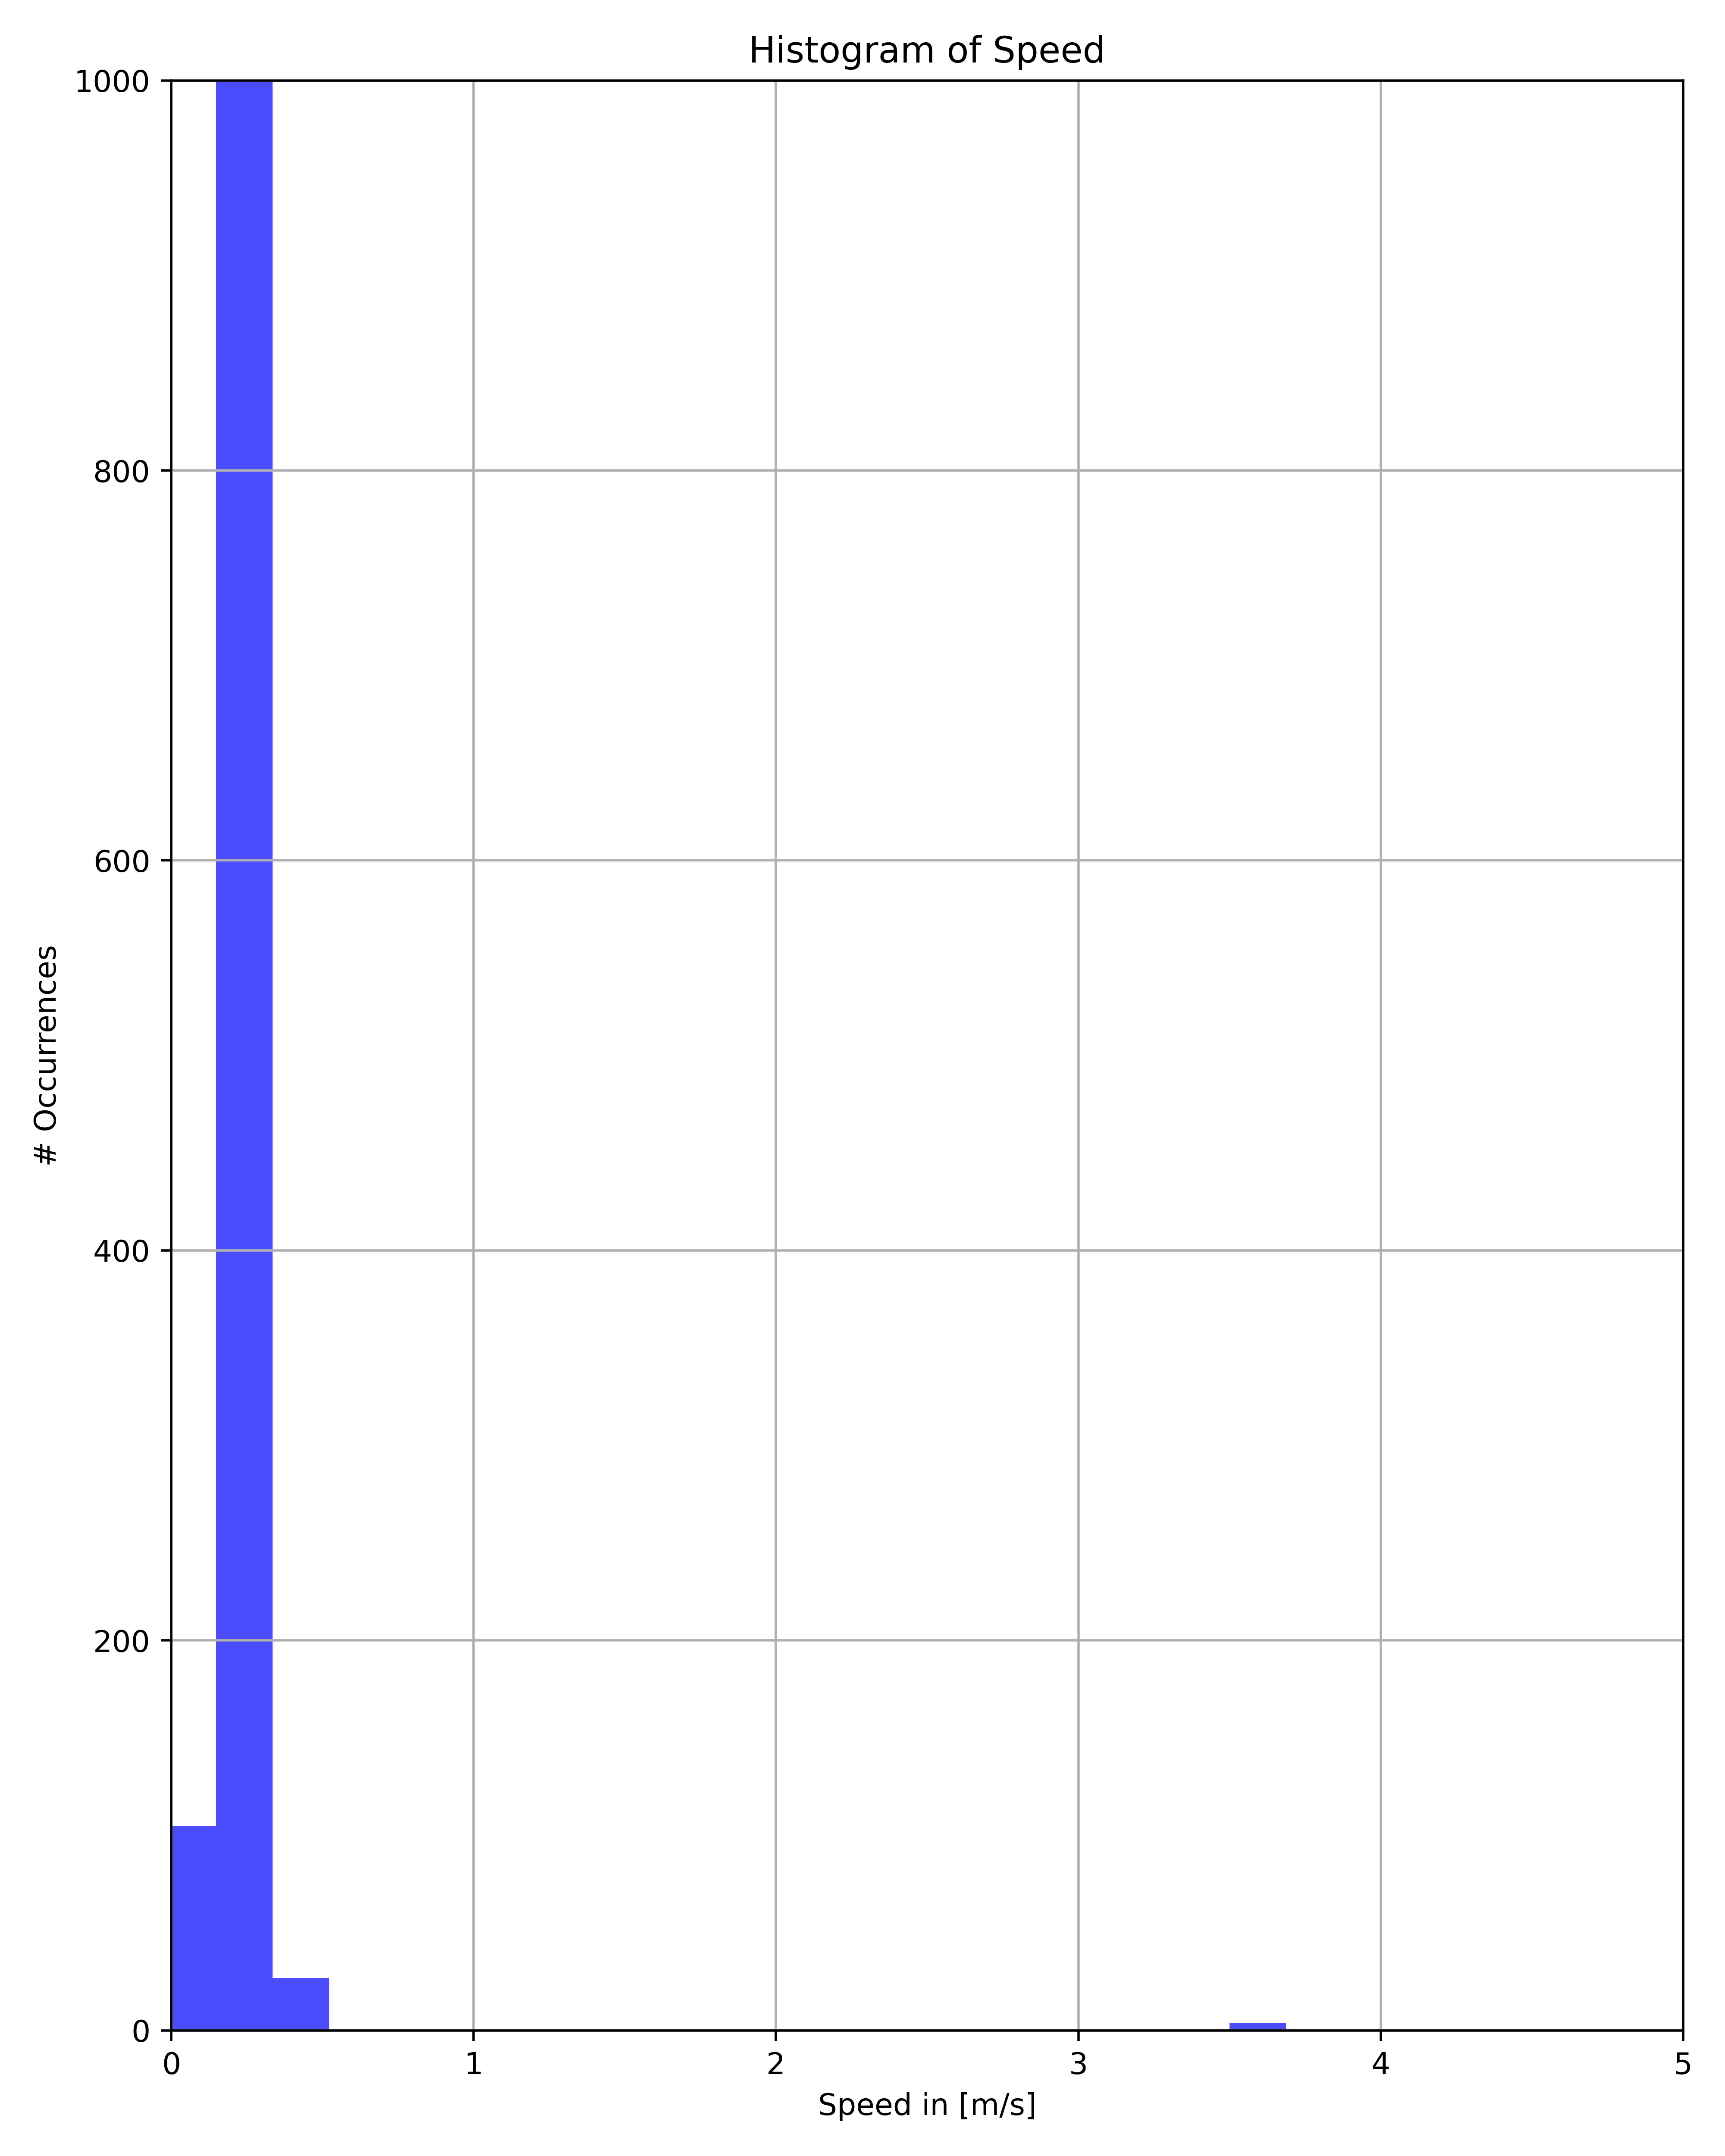 Histogram of Speed
1000
800
600
400
200
0
# Occurrences
0 1 2 3 4 5
Speed in [m/s]